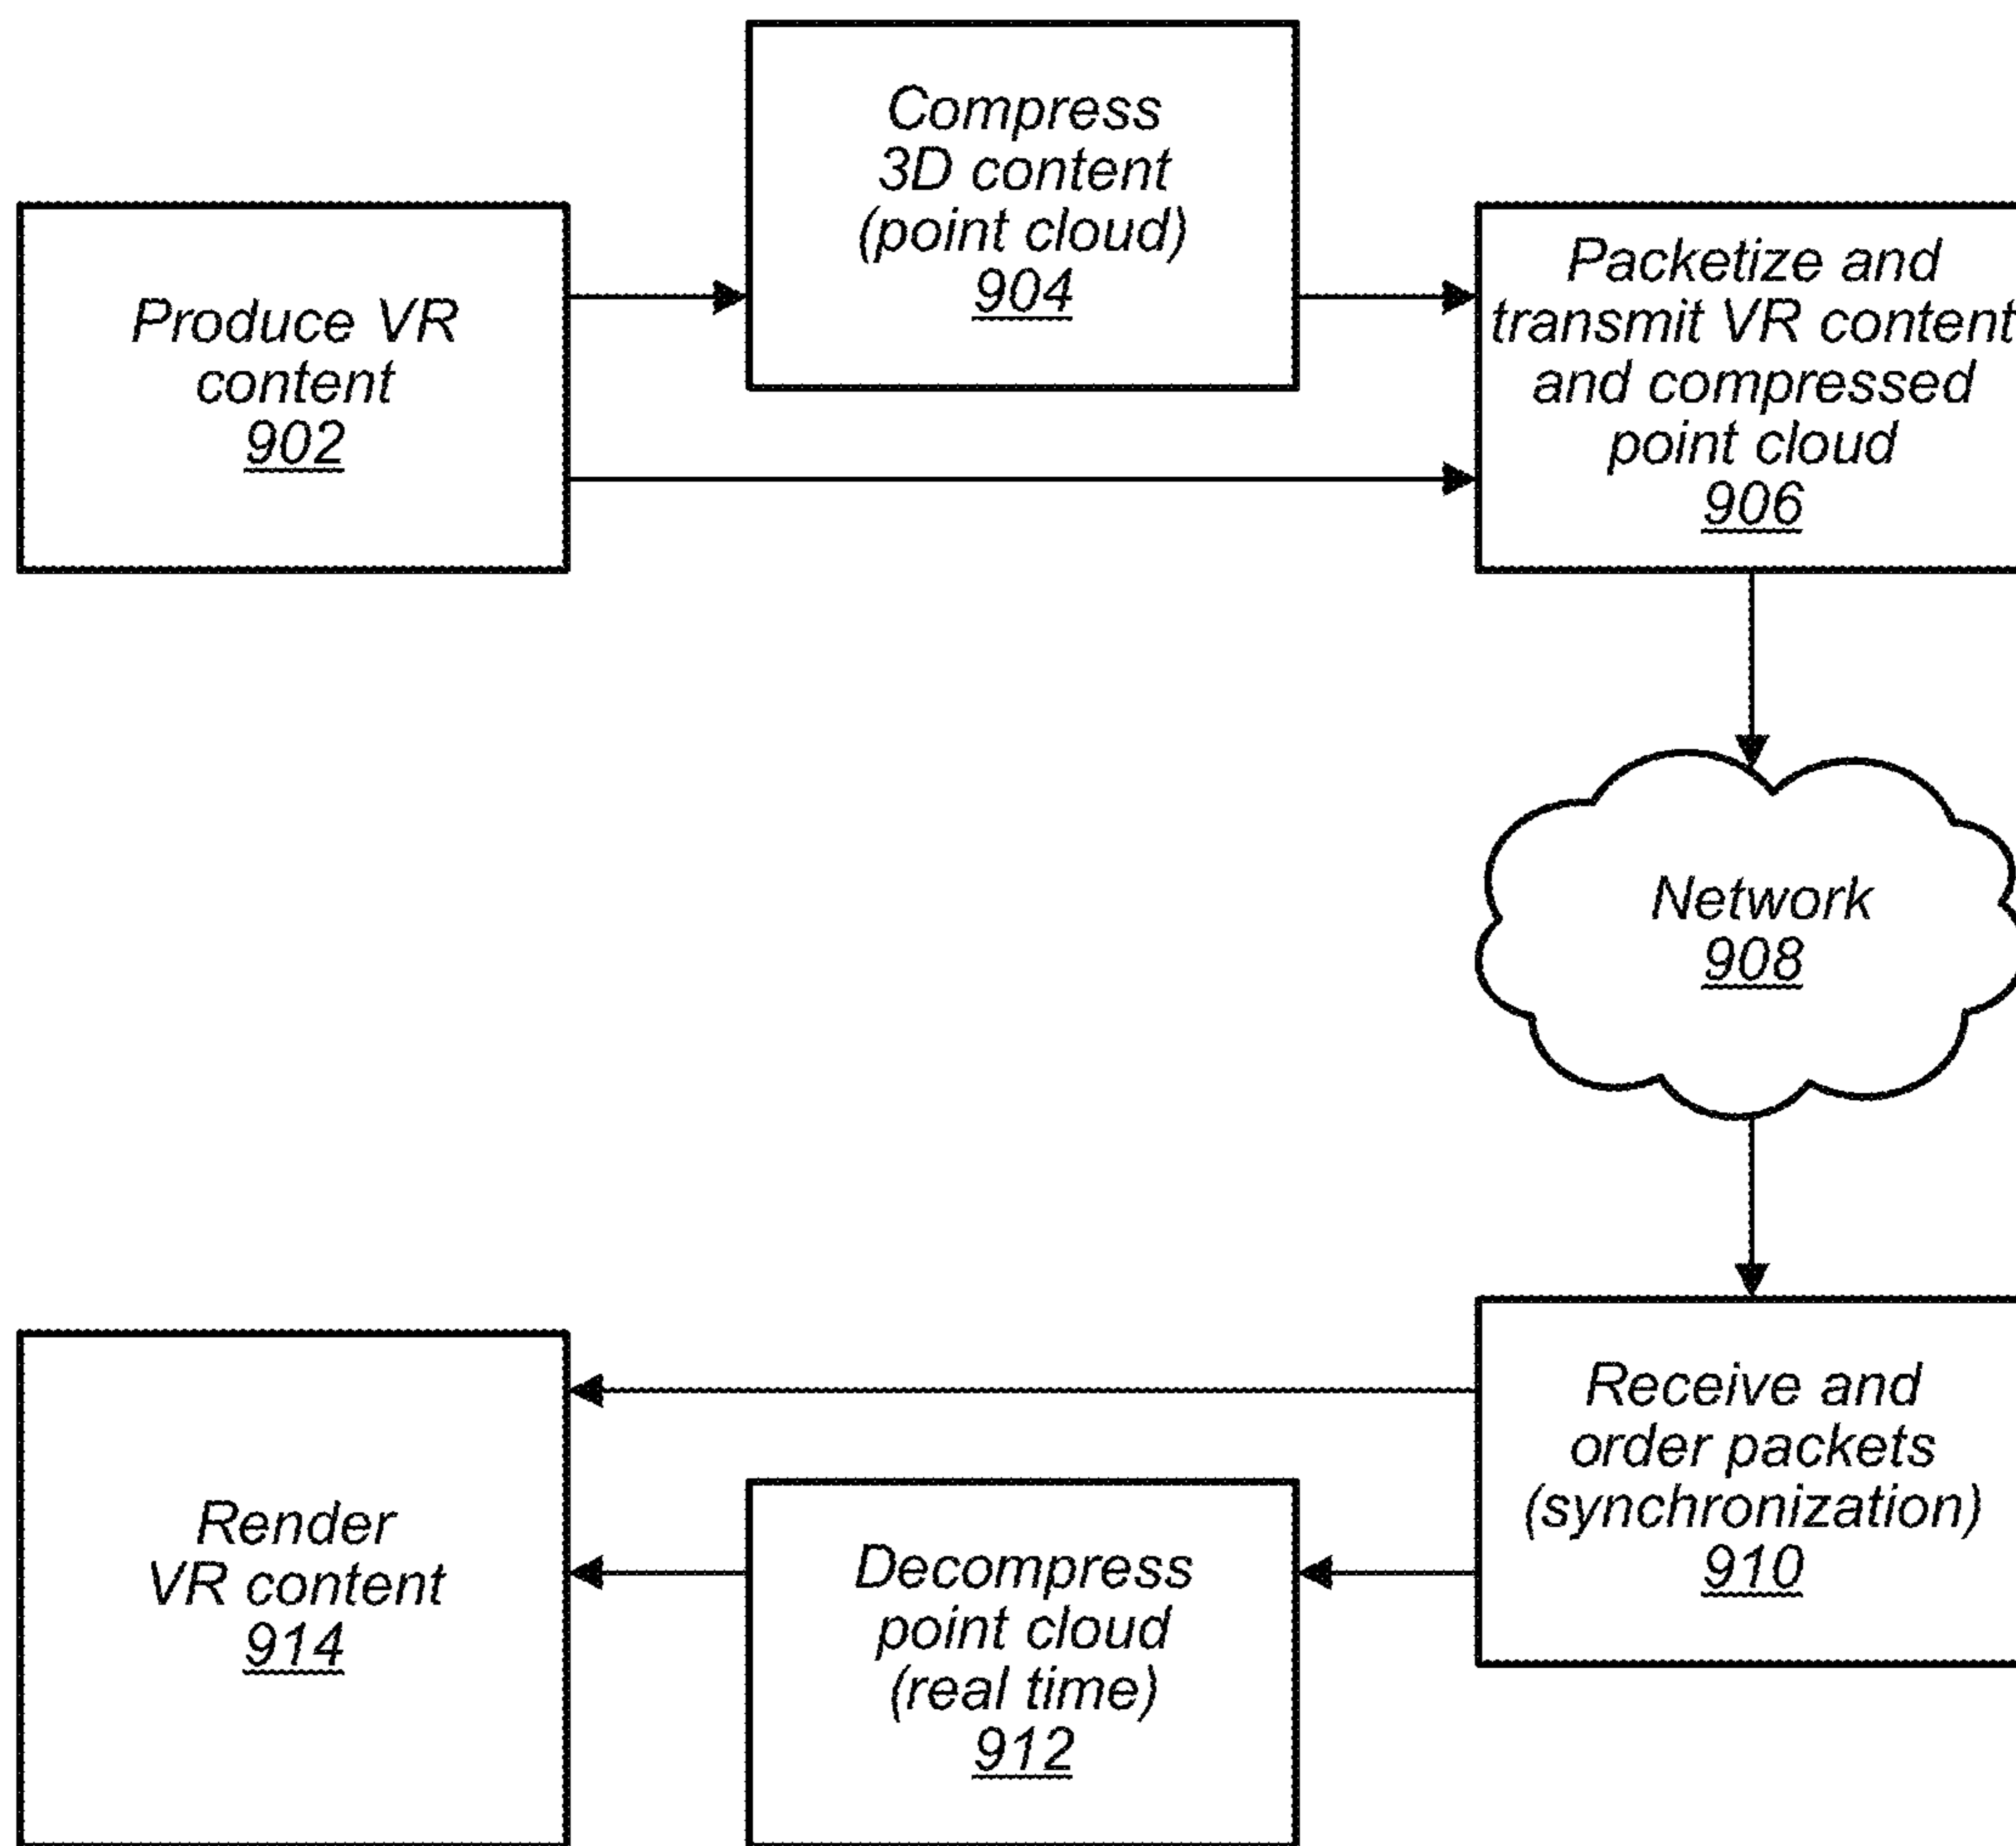 Produce VR
content
902
Compress
3D content
(point cloud)
904
Packetize and
transmit VR content
and compressed
point cloud
906
Network
908
Receive and
order packets
(synchronization)
910
Decompress
point cloud
(real time)
912
Render
VR content
914